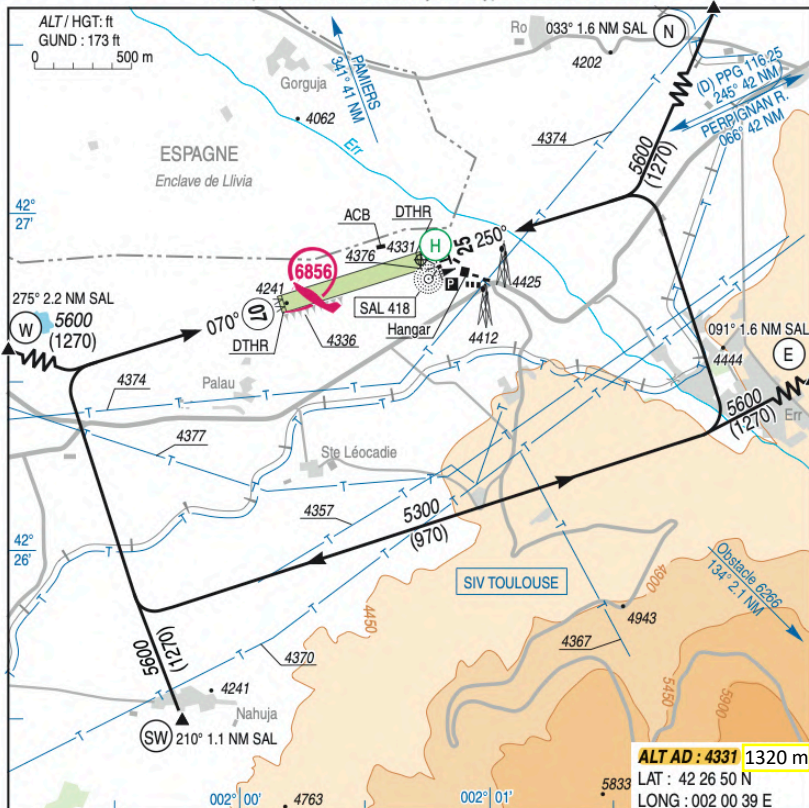 ALT / HGT: ft
GUND : 173 ft
0 500 m
Ro
033° 1.6 NM SAL
N
4202
Gorguja
PAMIERS
341° 41 NM
(D) PPG 116.25
245° 42 NM
PERPIGNAN R.
066° 42 NM
4062
Err
4374
ESPAGNE
Enclave de Llivia
5600
(1270)
42°
27'
ACB
DTHR
4331
H
4376
25
250°
6856
4241
4425
P
275° 2.2 NM SAL
SAL 418
W
5600
(1270)
070°
07
Hangar
091° 1.6 NM SAL
DTHR
4336
4412
4444
E
4374
Palau
5600
(1270)
Err
4377
Ste Léocadie
4357
5300
(970)
42°
26'
SIV TOULOUSE
4900
Obstacle 6266
134° 2.1 NM
4450
4943
5600
(1270)
4370
4367
5450
5900
4241
Nahuja
SW
210° 1.1 NM SAL
ALT AD : 4331 1320 m
LAT : 42 26 50 N
LONG : 002 00 39 E
002° 00'
4763
002° 01'
5833